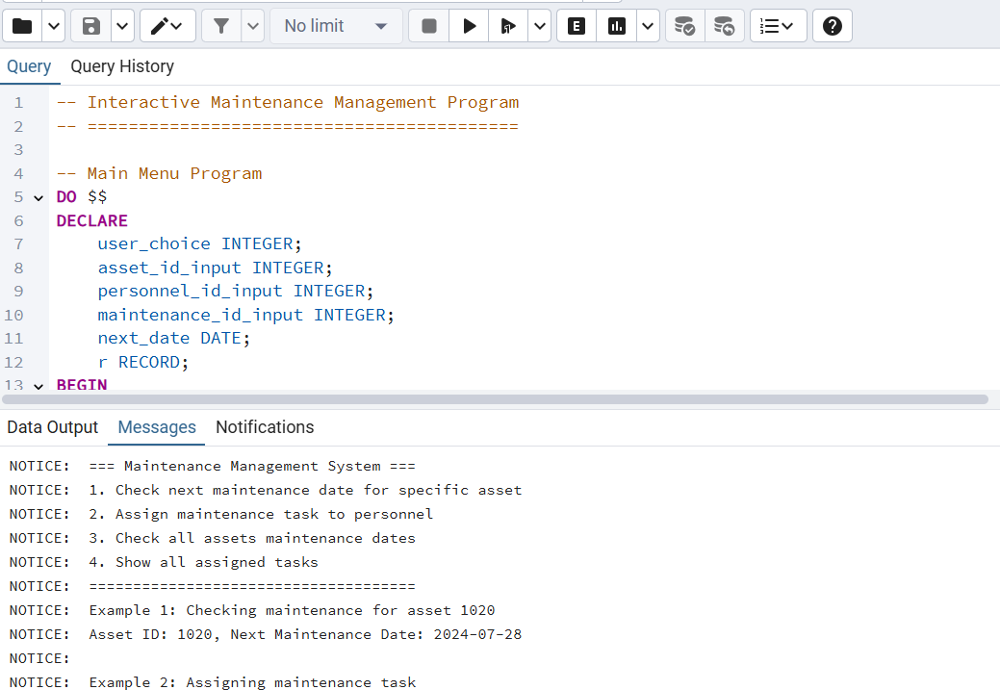 No limit
E
Query Query History
1 -- Interactive Maintenance Management Program
2 -- ==========================================
3
4 -- Main Menu Program
5 DO $$
6 DECLARE
7 user_choice INTEGER;
8 asset_id_input INTEGER;
9 personnel_id_input INTEGER;
10 maintenance_id_input INTEGER;
11 next_date DATE;
12 r RECORD;
13 BEGIN
Data Output Messages Notifications
NOTICE: === Maintenance Management System ===
NOTICE: 1. Check next maintenance date for specific asset
NOTICE: 2. Assign maintenance task to personnel
NOTICE: 3. Check all assets maintenance dates
NOTICE: 4. Show all assigned tasks
NOTICE: =====================================
NOTICE: Example 1: Checking maintenance for asset 1020
NOTICE: Asset ID: 1020, Next Maintenance Date: 2024-07-28
NOTICE:
NOTICE: Example 2: Assigning maintenance task